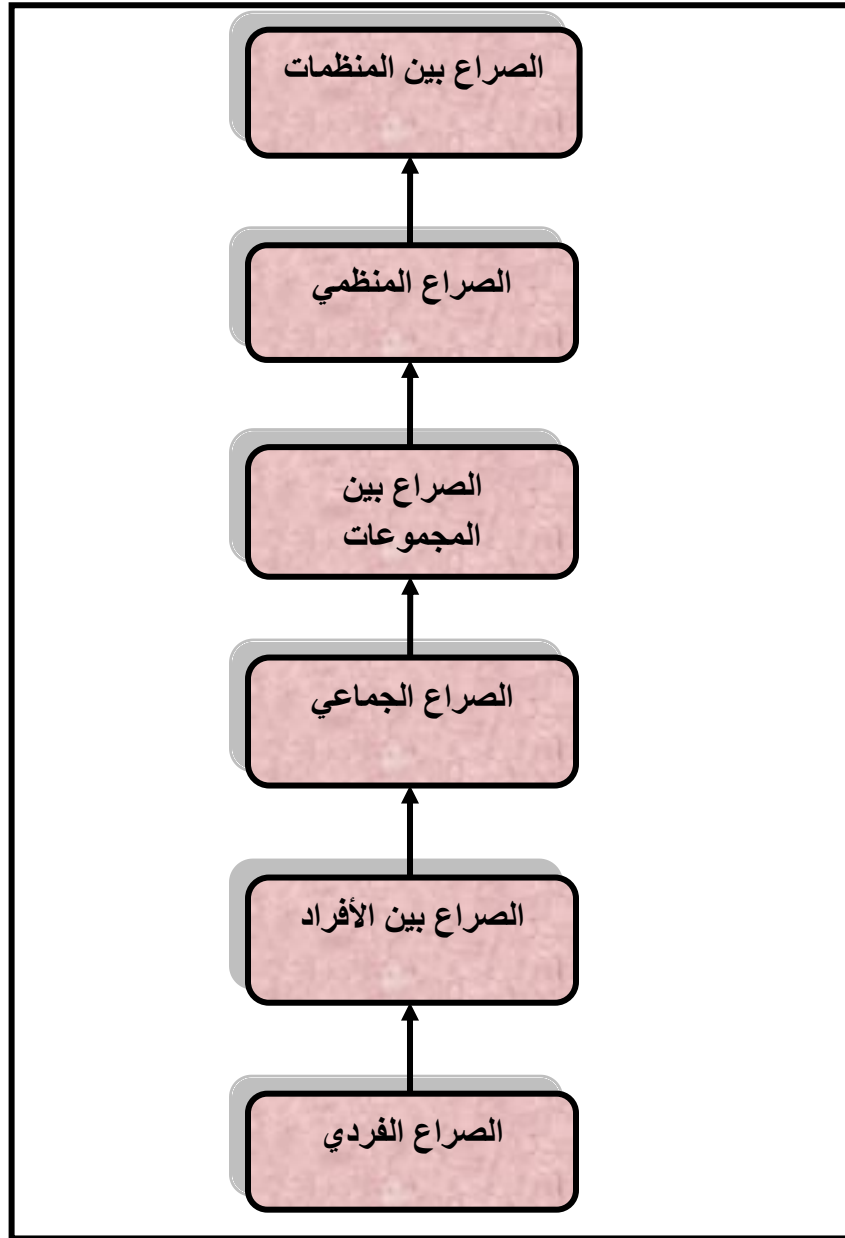 الصراع بين المنظمات
الصراع المنظمي
الصراع بين
المجموعات
الصراع الجماعي
الصراع بين الأفراد
الصراع الفردي